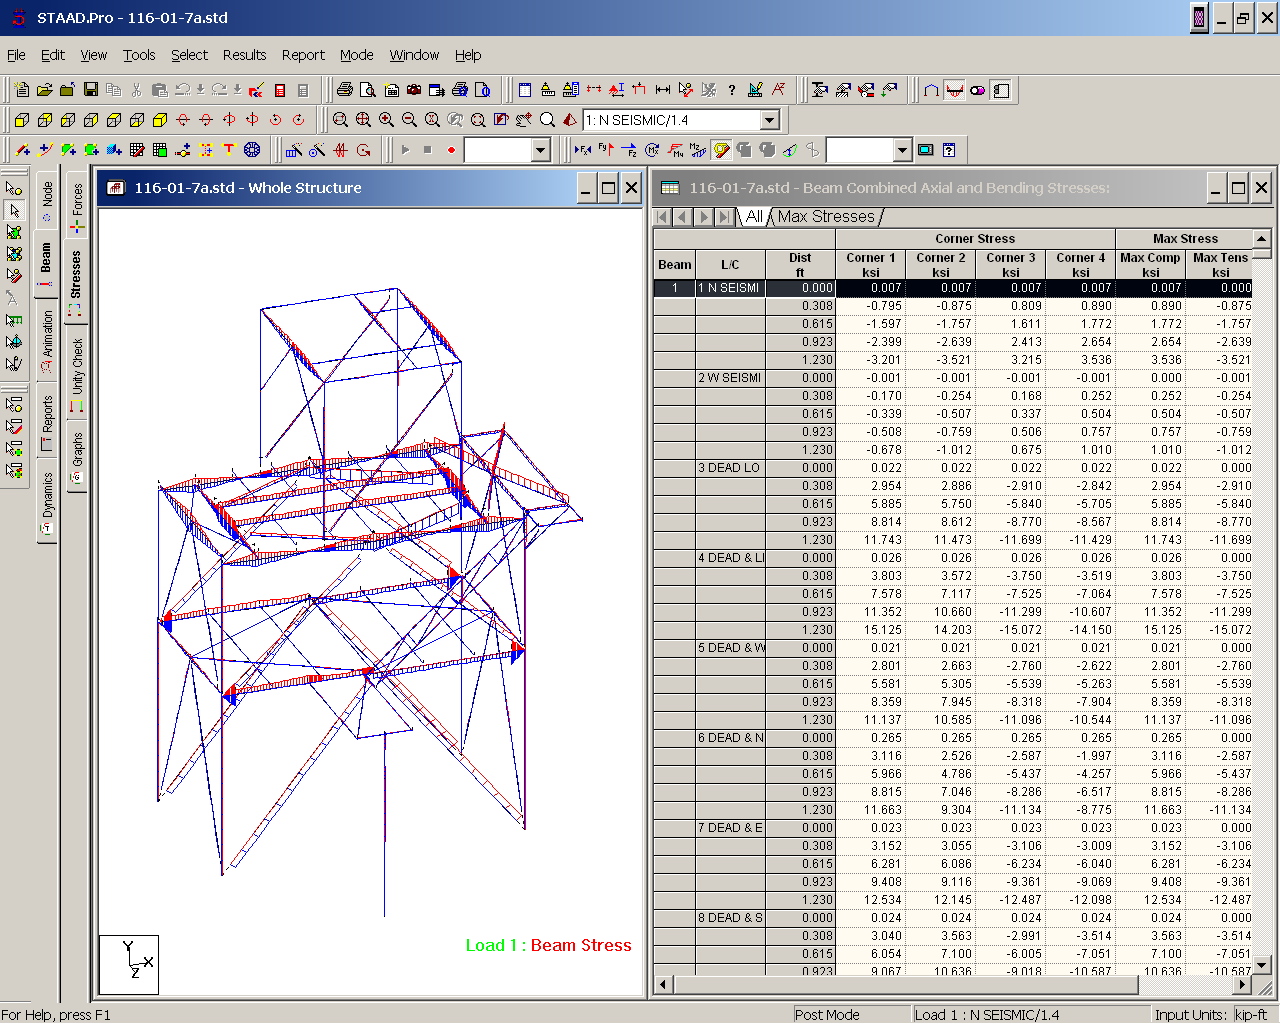 STAAD.Pro - 116-01-7a.std
File Edit View Tools Select Results Report Mode Window Help
1: N SEISMIC/1.4
116-01-7a.std - Whole Structure
116-01-7a.std - Beam Combined Axial and Bending Stresses:
All Max Stresses
Node
Beam
Animation
Reports
Dynamics
Forces
Stresses
Unity Check
Graphs
Corner Stress Max Stress
Beam L/C Dist ft Corner 1 ksi Corner 2 ksi Corner 3 ksi Corner 4 ksi Max Comp ksi Max Tens ksi
1 1 N SEISMI 0.000 0.007 0.007 0.007 0.007 0.007 0.000
0.308 -0.795 -0.875 0.809 0.890 0.890 -0.875
0.615 -1.597 -1.757 1.611 1.772 1.772 -1.757
0.923 -2.399 -2.639 2.413 2.654 2.654 -2.639
1.230 -3.201 -3.521 3.215 3.536 3.536 -3.521
2 W SEISMI 0.000 -0.001 -0.001 -0.001 -0.001 0.000 -0.001
0.308 -0.170 -0.254 0.168 0.252 0.252 -0.254
0.615 -0.339 -0.507 0.337 0.504 0.504 -0.507
0.923 -0.508 -0.759 0.506 0.757 0.757 -0.759
1.230 -0.678 -1.012 0.675 1.010 1.010 -1.012
3 DEAD LO 0.000 0.022 0.022 0.022 0.022 0.022 0.000
0.308 2.954 2.886 -2.910 -2.842 2.954 -2.910
0.615 5.885 5.750 -5.840 -5.705 5.885 -5.840
0.923 8.814 8.612 -8.770 -8.567 8.814 -8.770
1.230 11.743 11.473 -11.699 -11.429 11.743 -11.699
4 DEAD & LI 0.000 0.026 0.026 0.026 0.026 0.026 0.000
0.308 3.803 3.572 -3.750 -3.519 3.803 -3.750
0.615 7.578 7.117 -7.525 -7.064 7.578 -7.525
0.923 11.352 10.660 -11.299 -10.607 11.352 -11.299
1.230 15.125 14.203 -15.072 -14.150 15.125 -15.072
5 DEAD & W 0.000 0.021 0.021 0.021 0.021 0.021 0.000
0.308 2.801 2.663 -2.760 -2.622 2.801 -2.760
0.615 5.581 5.305 -5.539 -5.263 5.581 -5.539
0.923 8.359 7.945 -8.318 -7.904 8.359 -8.318
1.230 11.137 10.585 -11.096 -10.544 11.137 -11.096
6 DEAD & N 0.000 0.265 0.265 0.265 0.265 0.265 0.000
0.308 3.116 2.526 -2.587 -1.997 3.116 -2.587
0.615 5.966 4.786 -5.437 -4.257 5.966 -5.437
0.923 8.815 7.046 -8.286 -6.517 8.815 -8.286
1.230 11.663 9.304 -11.134 -8.775 11.663 -11.134
7 DEAD & E 0.000 0.023 0.023 0.023 0.023 0.023 0.000
0.308 3.152 3.055 -3.106 -3.009 3.152 -3.106
0.615 6.281 6.086 -6.234 -6.040 6.281 -6.234
0.923 9.408 9.116 -9.361 -9.069 9.408 -9.361
1.230 12.534 12.145 -12.487 -12.098 12.534 -12.487
8 DEAD & S 0.000 0.024 0.024 0.024 0.024 0.024 0.000
0.308 3.040 3.563 -2.991 -3.514 3.563 -3.514
0.615 6.054 7.100 -6.005 -7.051 7.100 -7.051
0.923 9.067 10.636 -9.018 -10.587 10.636 -10.587
Load 1 : Beam Stress
Y
X
Z
For Help, press F1 Post Mode Load 1 : N SEISMIC/1.4 Input Units: kip-ft